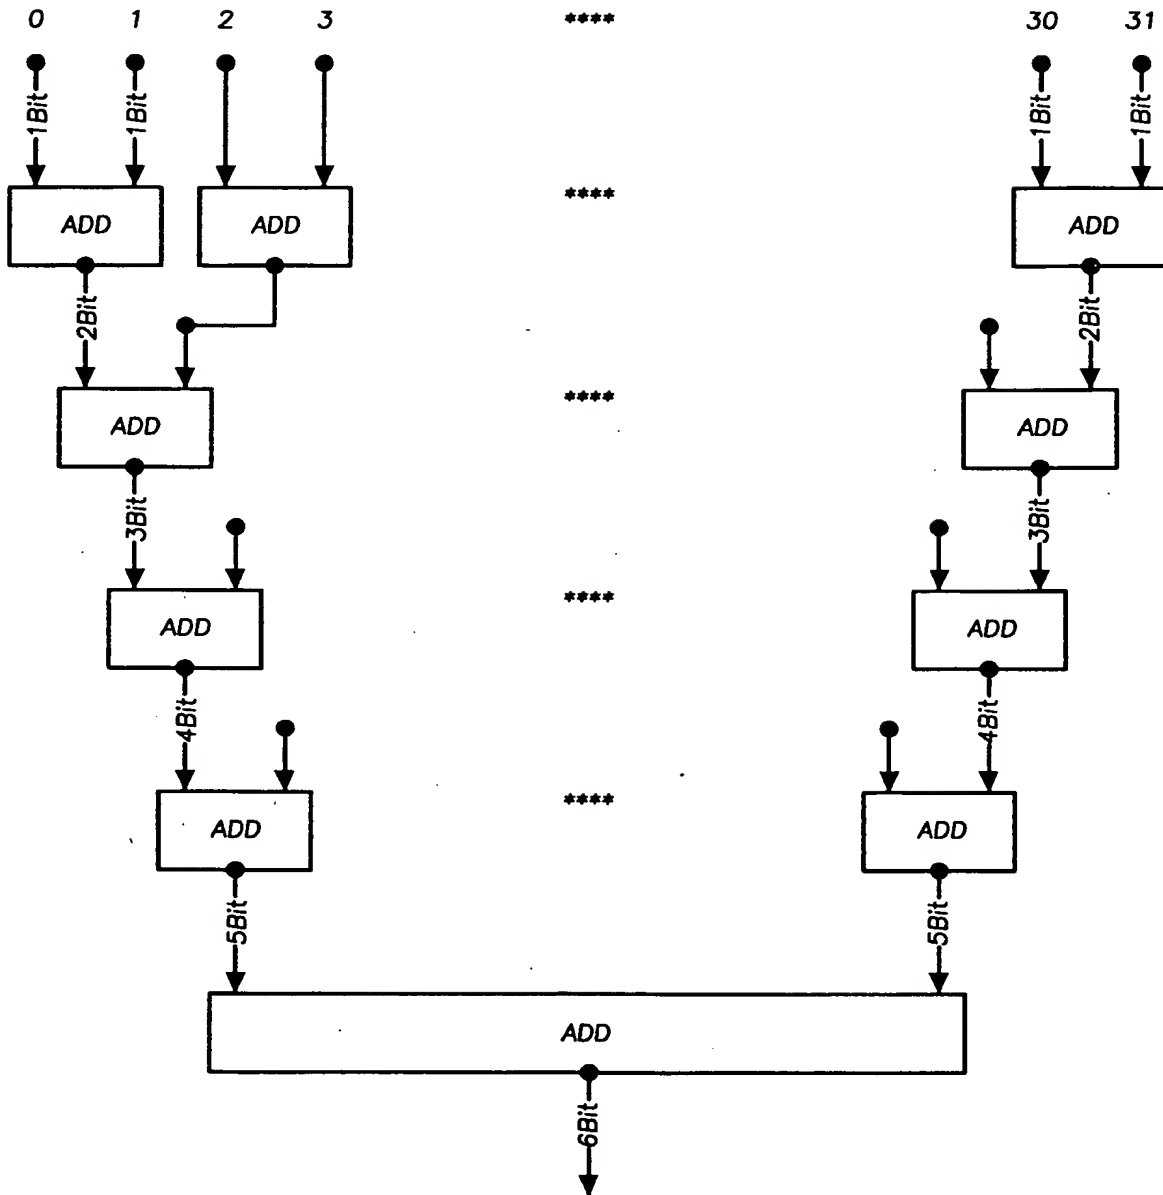 0 1 2 3 **** 30 31
1Bit 1Bit 1Bit 1Bit
ADD ADD **** ADD
2Bit 2Bit
ADD **** ADD
3Bit 3Bit
ADD **** ADD
4Bit 4Bit
ADD **** ADD
5Bit 5Bit
ADD
6Bit